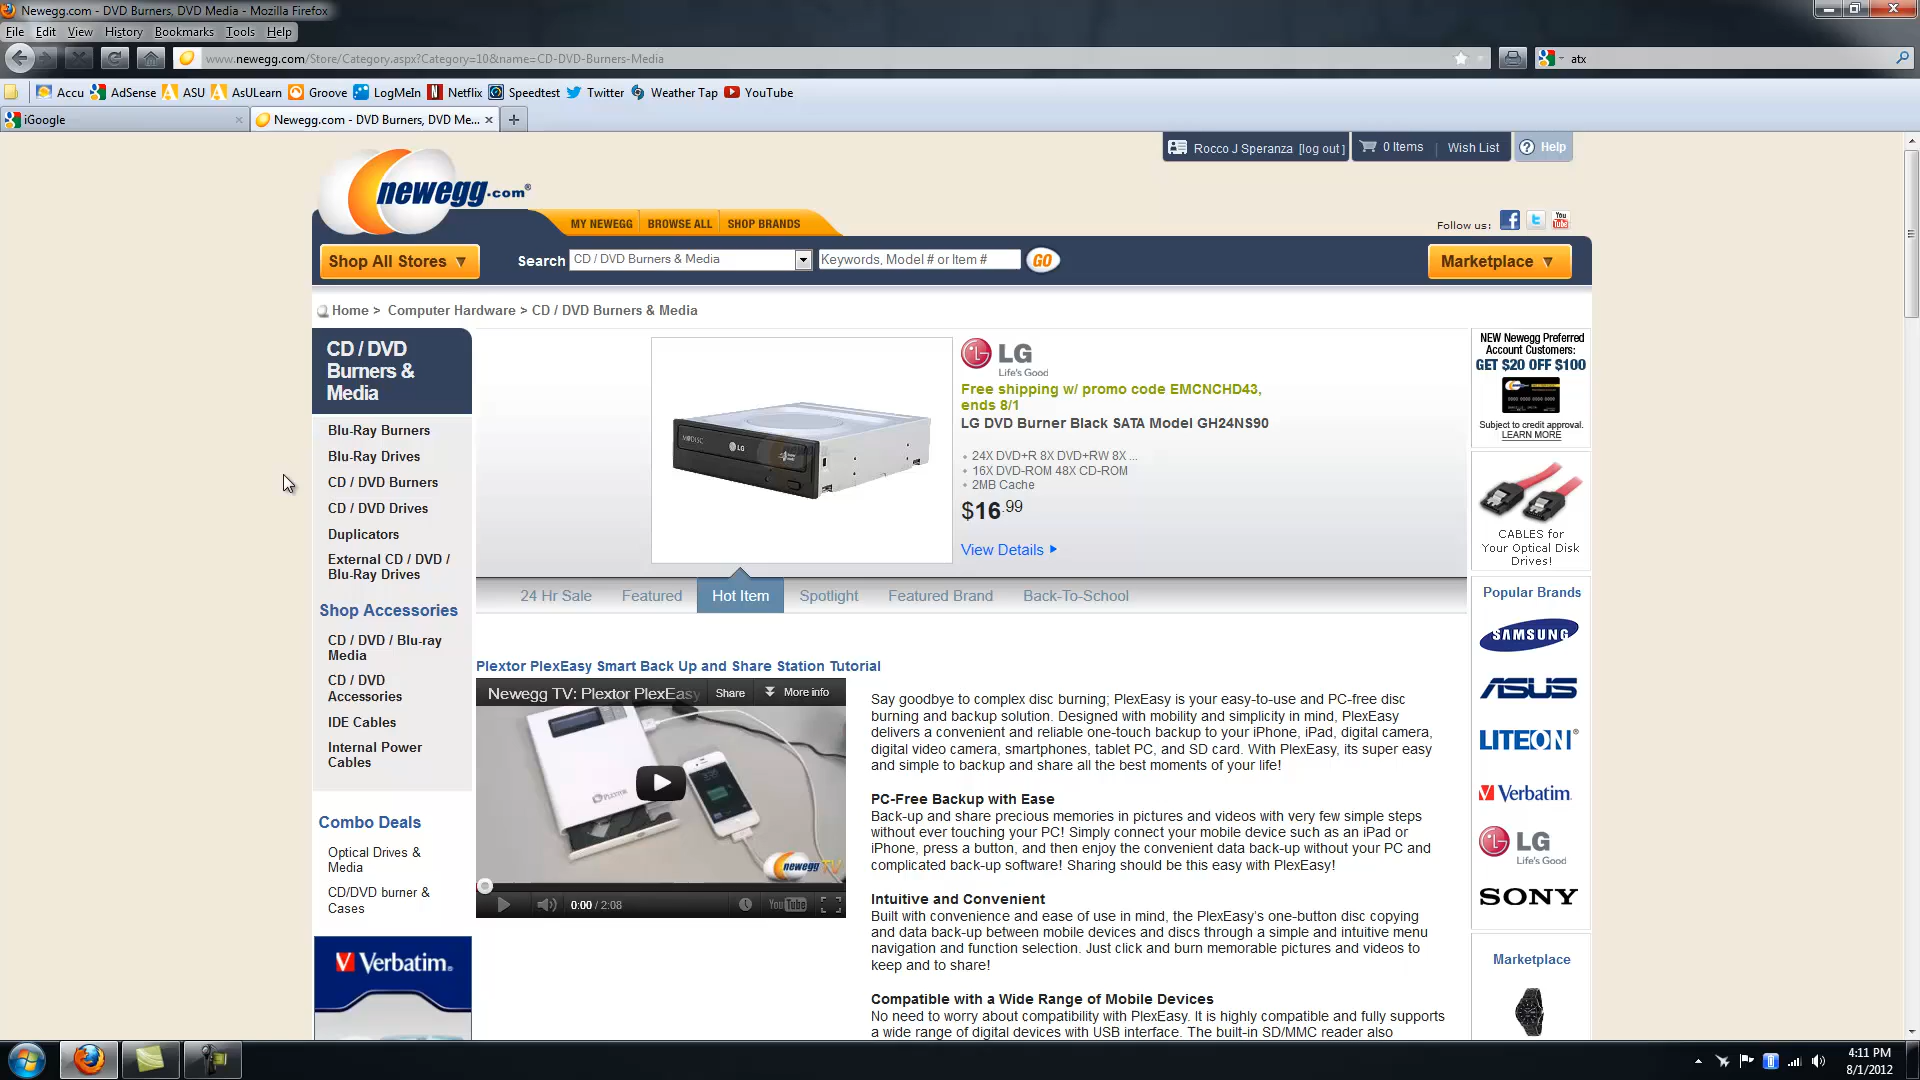 Newegg.com - DVD Burners, DVD Media - Mozilla Firefox
File Edit View History Bookmarks Tools Help
www.newegg.com/Store/Category.aspx?Category=10&name=CD-DVD-Burners-Media
atx
Accu AdSense ASU AsULearn Groove LogMeIn Netflix Speedtest Twitter Weather Tap YouTube
iGoogle
Newegg.com - DVD Burners, DVD Me...
Rocco J Speranza [log out]
0 Items | Wish List
Help
newegg.com®
MY NEWEGG BROWSE ALL SHOP BRANDS
Follow us:
You Tube
Shop All Stores
Search
CD / DVD Burners & Media
Keywords, Model # or Item #
GO
Marketplace
Home > Computer Hardware > CD / DVD Burners & Media
CD / DVD
Burners &
Media
Blu-Ray Burners
Blu-Ray Drives
CD / DVD Burners
CD / DVD Drives
Duplicators
External CD / DVD /
Blu-Ray Drives
Shop Accessories
CD / DVD / Blu-ray
Media
CD / DVD
Accessories
IDE Cables
Internal Power
Cables
Combo Deals
Optical Drives &
Media
CD/DVD burner &
Cases
Verbatim.
LG
LG
Life's Good
Free shipping w/ promo code EMCNCHD43,
ends 8/1
LG DVD Burner Black SATA Model GH24NS90
24X DVD+R 8X DVD+RW 8X ...
16X DVD-ROM 48X CD-ROM
2MB Cache
$16.99
View Details
24 Hr Sale Featured Hot Item Spotlight Featured Brand Back-To-School
Plextor PlexEasy Smart Back Up and Share Station Tutorial
Newegg TV: Plextor PlexEasy
Share
More info
PLEXTOR
newegg TV
0:00 / 2:08
YouTube
Say goodbye to complex disc burning; PlexEasy is your easy-to-use and PC-free disc
burning and backup solution. Designed with mobility and simplicity in mind, PlexEasy
delivers a convenient and reliable one-touch backup to your iPhone, iPad, digital camera,
digital video camera, smartphones, tablet PC, and SD card. With PlexEasy, its super easy
and simple to backup and share all the best moments of your life!
PC-Free Backup with Ease
Back-up and share precious memories in pictures and videos with very few simple steps
without ever touching your PC! Simply connect your mobile device such as an iPad or
iPhone, press a button, and then enjoy the convenient data back-up without your PC and
complicated back-up software! Sharing should be this easy with PlexEasy!
Intuitive and Convenient
Built with convenience and ease of use in mind, the PlexEasy's one-button disc copying
and data back-up between mobile devices and discs through a simple and intuitive menu
navigation and function selection. Just click and burn memorable pictures and videos to
keep and to share!
Compatible with a Wide Range of Mobile Devices
No need to worry about compatibility with PlexEasy. It is highly compatible and fully supports
a wide range of digital devices with USB interface. The built-in SD/MMC reader also
NEW Newegg Preferred
Account Customers:
GET $20 OFF $100
Subject to credit approval.
LEARN MORE
CABLES for
Your Optical Disk
Drives!
Popular Brands
SAMSUNG
ASUS
LITEON®
Verbatim.
LG
Life's Good
SONY
Marketplace
4:11 PM
8/1/2012